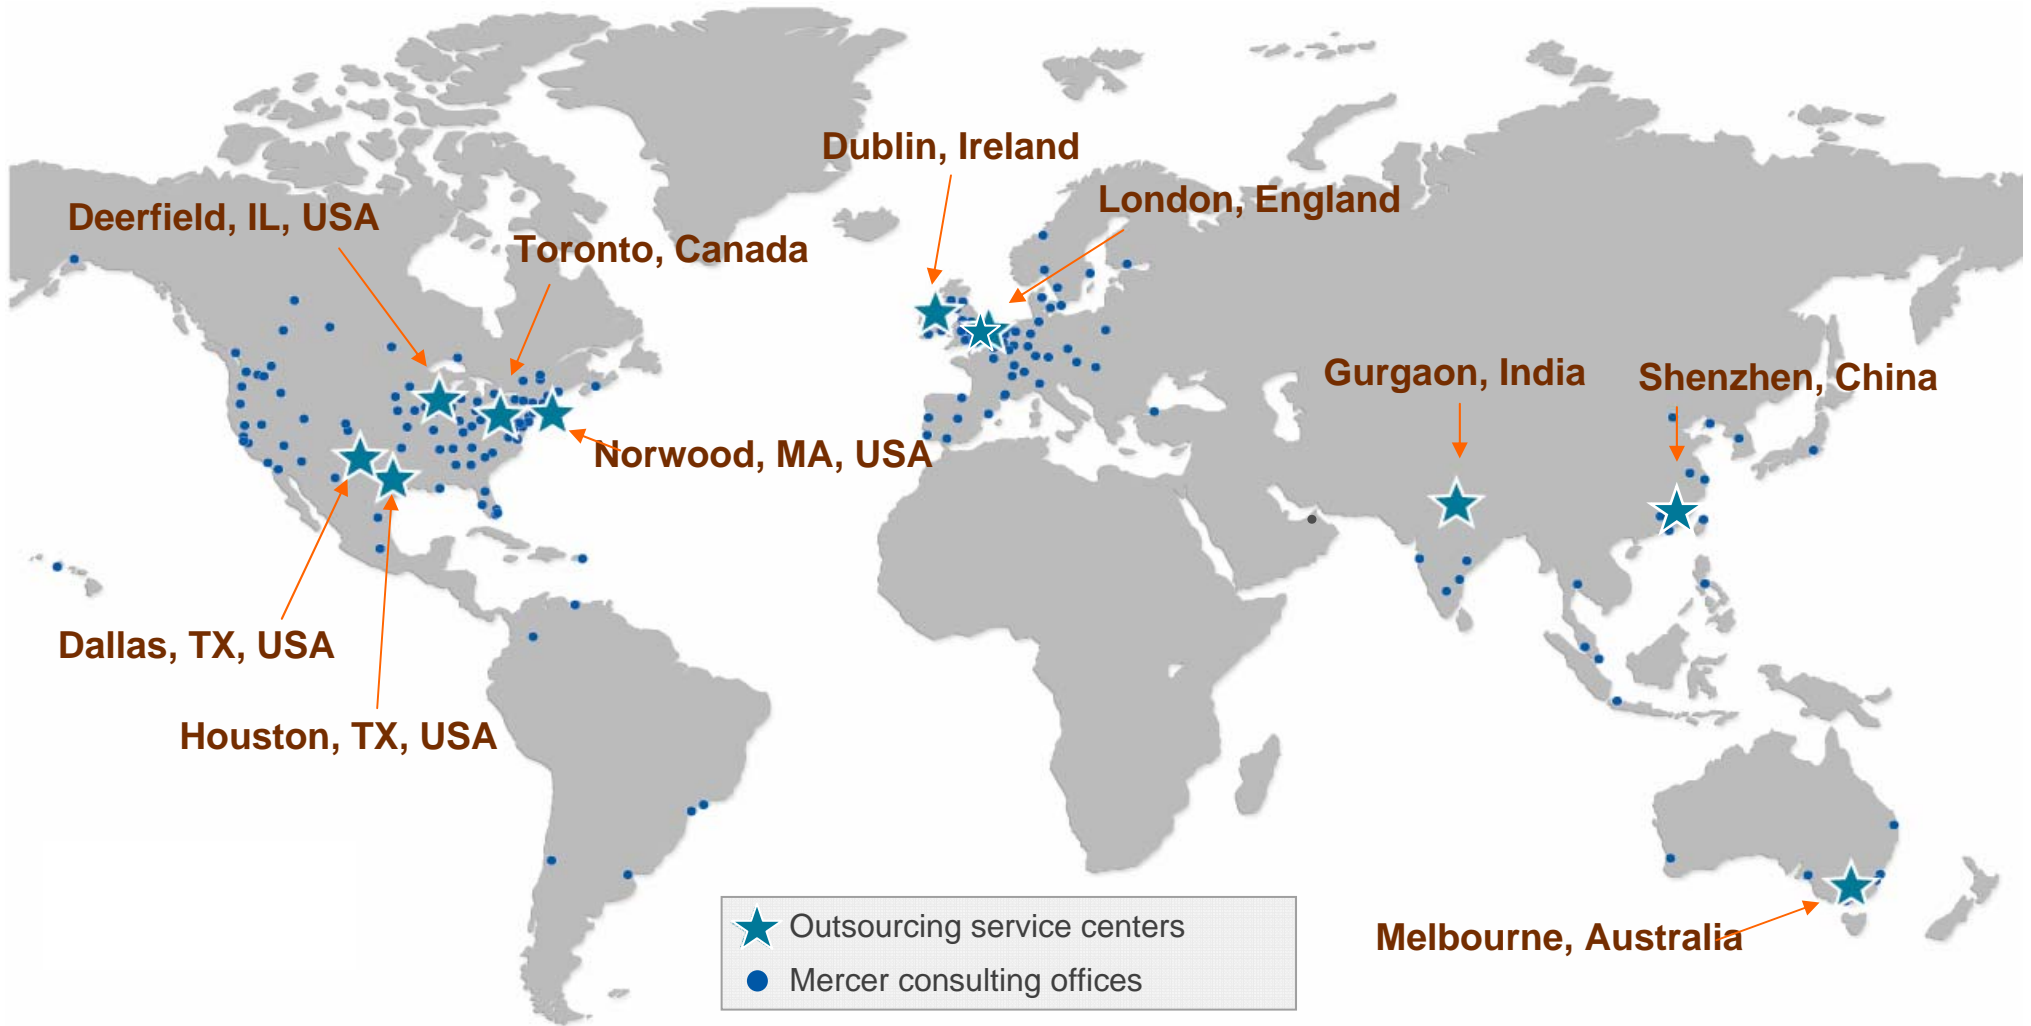 Dublin, Ireland
London, England
Deerfield, IL, USA
Toronto, Canada
Gurgaon, India
Shenzhen, China
Norwood, MA, USA
Dallas, TX, USA
Houston, TX, USA
Melbourne, Australia
Outsourcing service centers
Mercer consulting offices